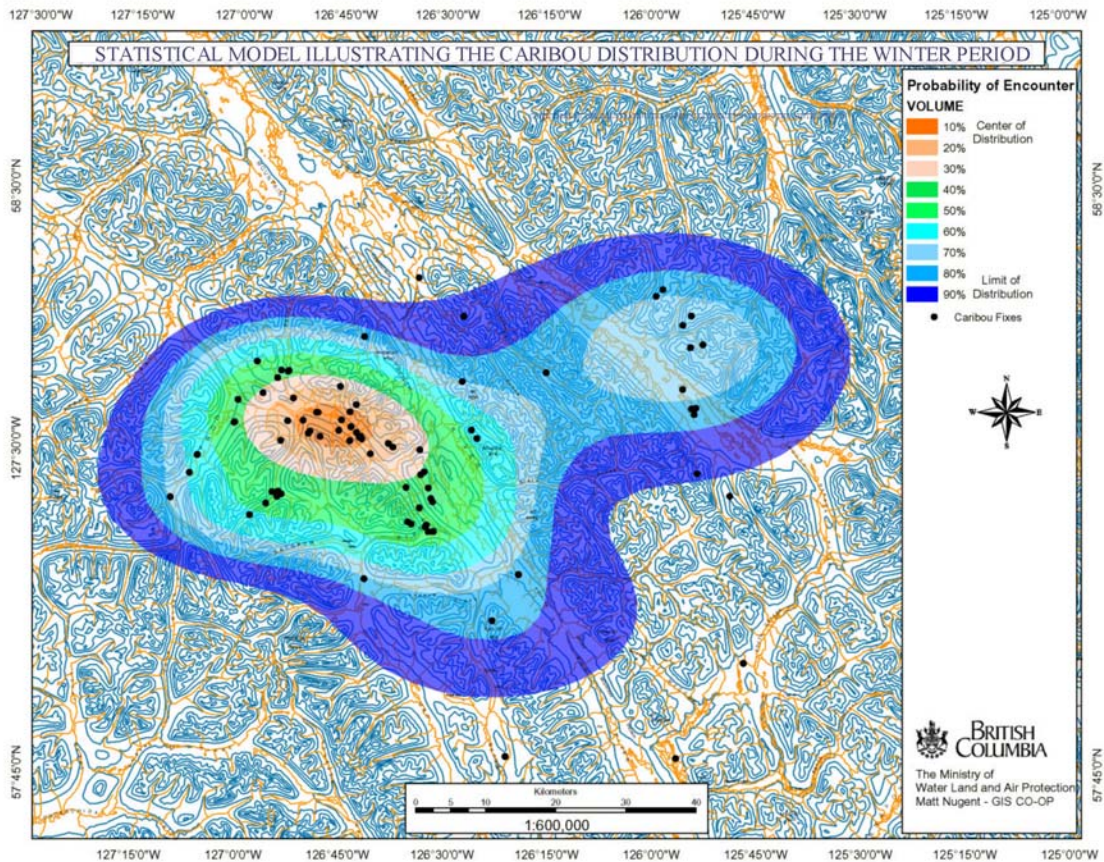 127°30'0"W 127°15'0"W 127°0'0"W 126°45'0"W 126°30'0"W 126°15'0"W 126°0'0"W 125°45'0"W 125°30'0"W 125°15'0"W 125°0'0"W
STATISTICAL MODEL ILLUSTRATING THE CARIBOU DISTRIBUTION DURING THE WINTER PERIOD
Probability of Encounter
VOLUME
10% Center of
20% Distribution
30%
40%
50%
60%
70%
80% Limit of
90% Distribution
Caribou Fixes
58°30'0"N
58°30'0"N
N
W E
S
127°30'0"W
57°45'0"N
57°45'0"N
BRITISH
COLUMBIA
The Ministry of
Water Land and Air Protection
Matt Nugent - GIS CO-OP
Kilometers
0 5 10 20 30 40
1:600,000
127°15'0"W 127°0'0"W 126°45'0"W 126°30'0"W 126°15'0"W 126°0'0"W 125°45'0"W 125°30'0"W 125°15'0"W 125°0'0"W